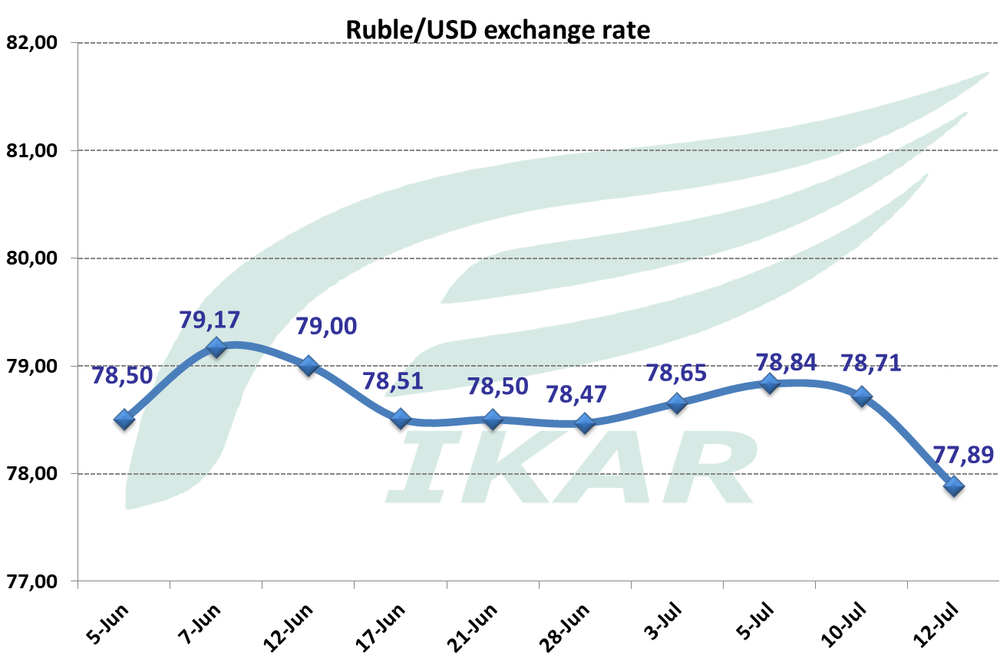 Ruble/USD exchange rate
82,00
81,00
80,00
79,00
78,00
77,00
78,50
79,17
79,00
78,51
78,50
78,47
78,65
78,84
78,71
77,89
IKAR
5-Jun
7-Jun
12-Jun
17-Jun
21-Jun
28-Jun
3-Jul
5-Jul
10-Jul
12-Jul